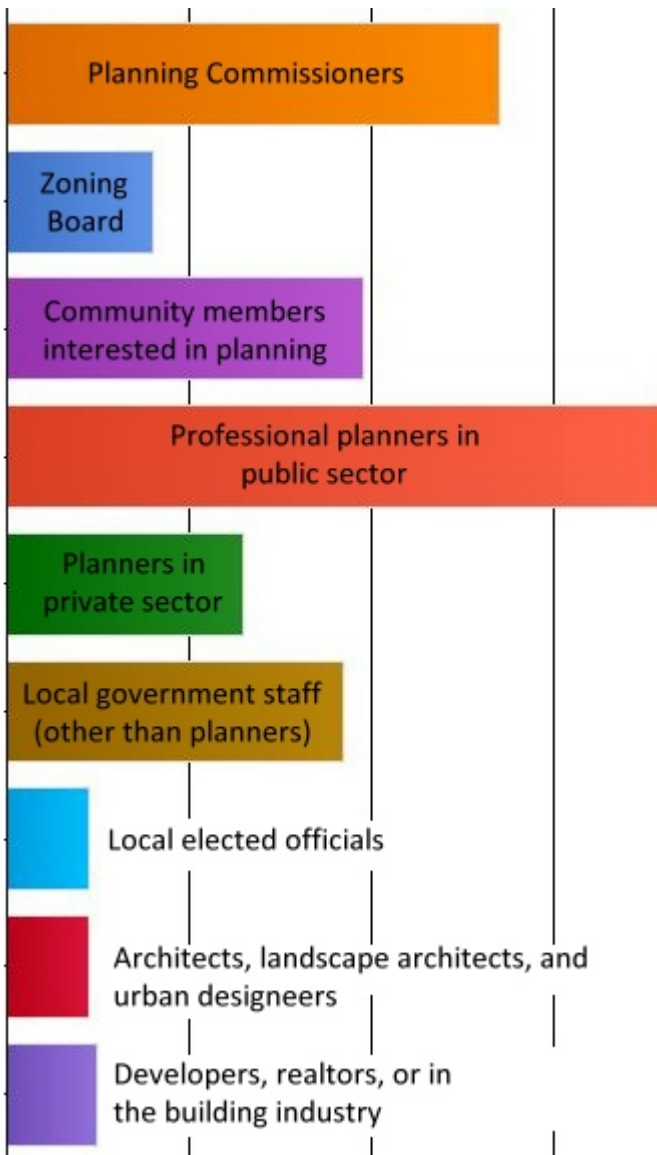 Planning Commissioners
Zoning
Board
Community members
interested in planning
Professional planners in
public sector
Planners in
private sector
Local government staff
(other than planners)
Local elected officials
Architects, landscape architects, and
urban designeers
Developers, realtors, or in
the building industry